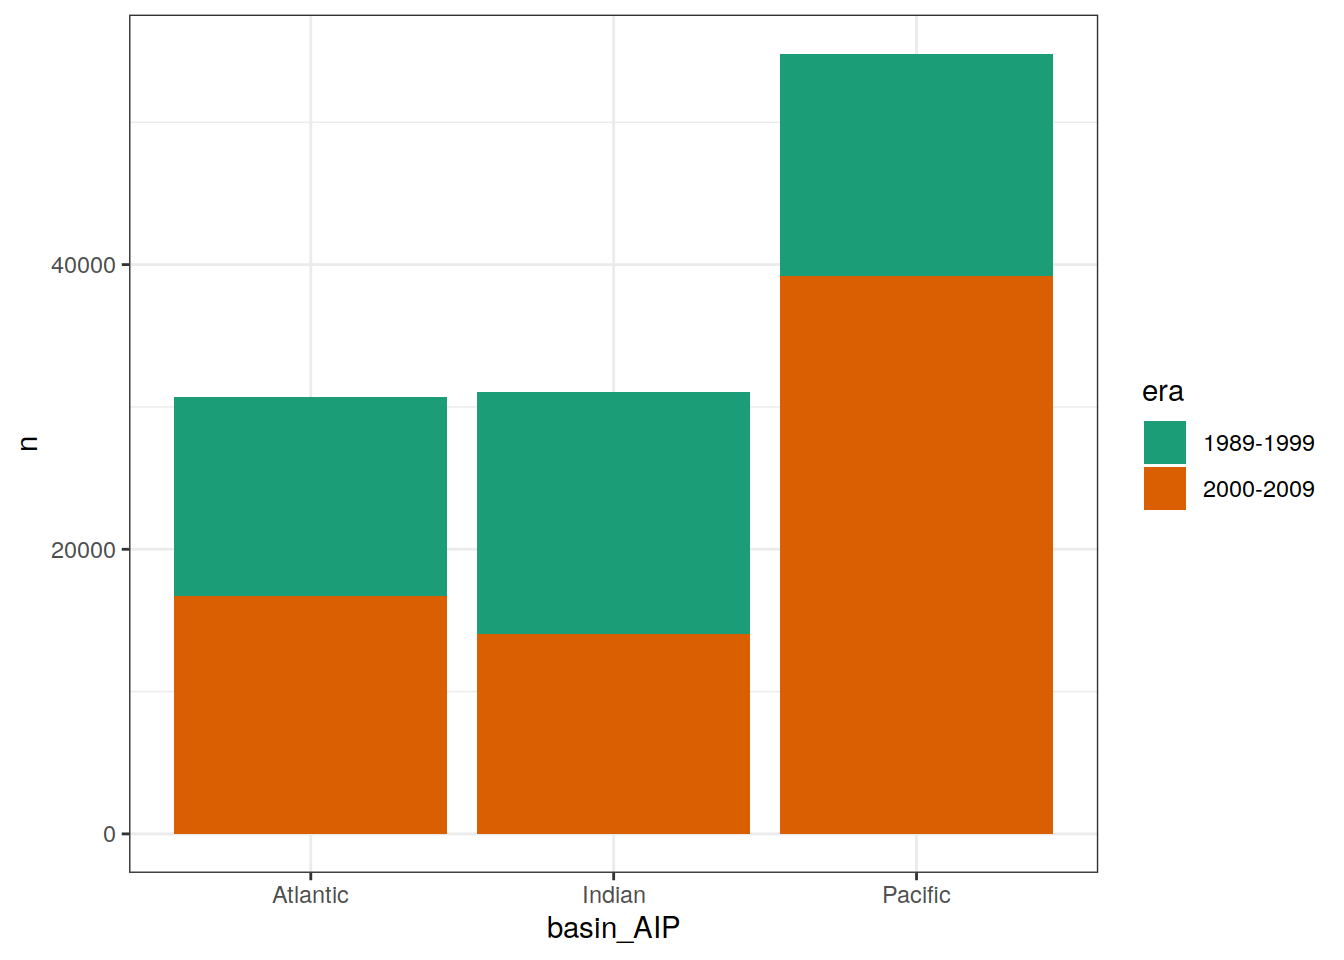 n
40000
20000
0
Atlantic
Indian
Pacific
basin_AIP
era
1989-1999
2000-2009